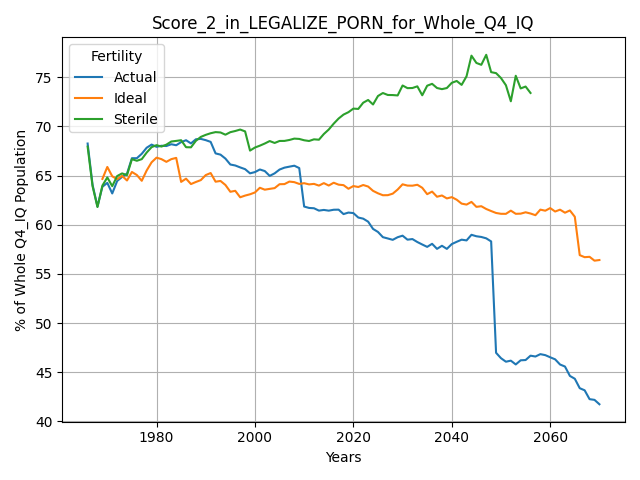 Score_2_in_LEGALIZE_PORN_for_Whole_Q4_IQ
Fertility
Actual
Ideal
Sterile
% of Whole Q4_IQ Population
75
70
65
60
55
50
45
40
1980
2000
2020
2040
2060
Years